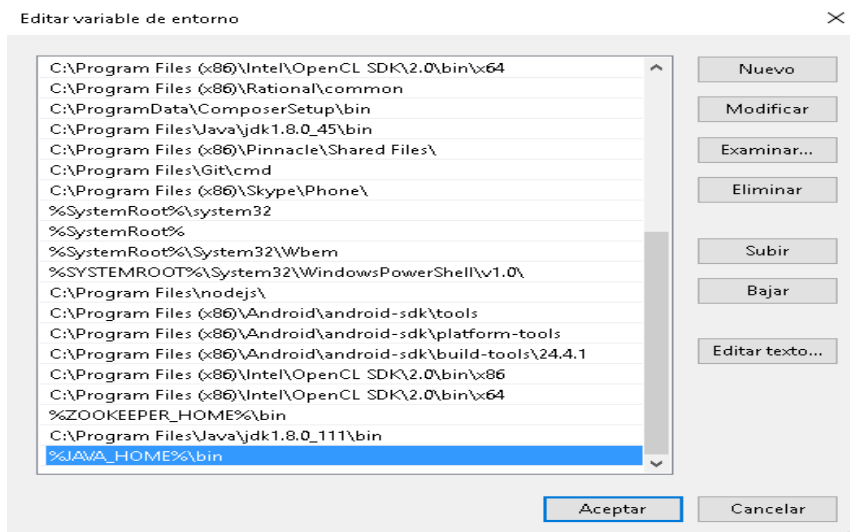 Editar variable de entorno
C:\Program Files (x86)\Intel\OpenCL SDK\2.0\bin\x64
C:\Program Files (x86)\Rational\common
C:\ProgramData\ComposerSetup\bin
C:\Program Files\Java\jdk1.8.0_45\bin
C:\Program Files (x86)\Pinnacle\Shared Files\
C:\Program Files\Git\cmd
C:\Program Files (x86)\Skype\Phone\
%SystemRoot%\system32
%SystemRoot%
%SystemRoot%\System32\Wbem
%SYSTEMROOT%\System32\WindowsPowerShell\v1.0\
C:\Program Files\nodejs\
C:\Program Files (x86)\Android\android-sdk\tools
C:\Program Files (x86)\Android\android-sdk\platform-tools
C:\Program Files (x86)\Android\android-sdk\build-tools\24.4.1
C:\Program Files (x86)\Intel\OpenCL SDK\2.0\bin\x86
C:\Program Files (x86)\Intel\OpenCL SDK\2.0\bin\x64
%ZOOKEEPER_HOME%\bin
C:\Program Files\Java\jdk1.8.0_111\bin
%JAVA_HOME%\bin
Nuevo
Modificar
Examinar...
Eliminar
Subir
Bajar
Editar texto...
Aceptar
Cancelar